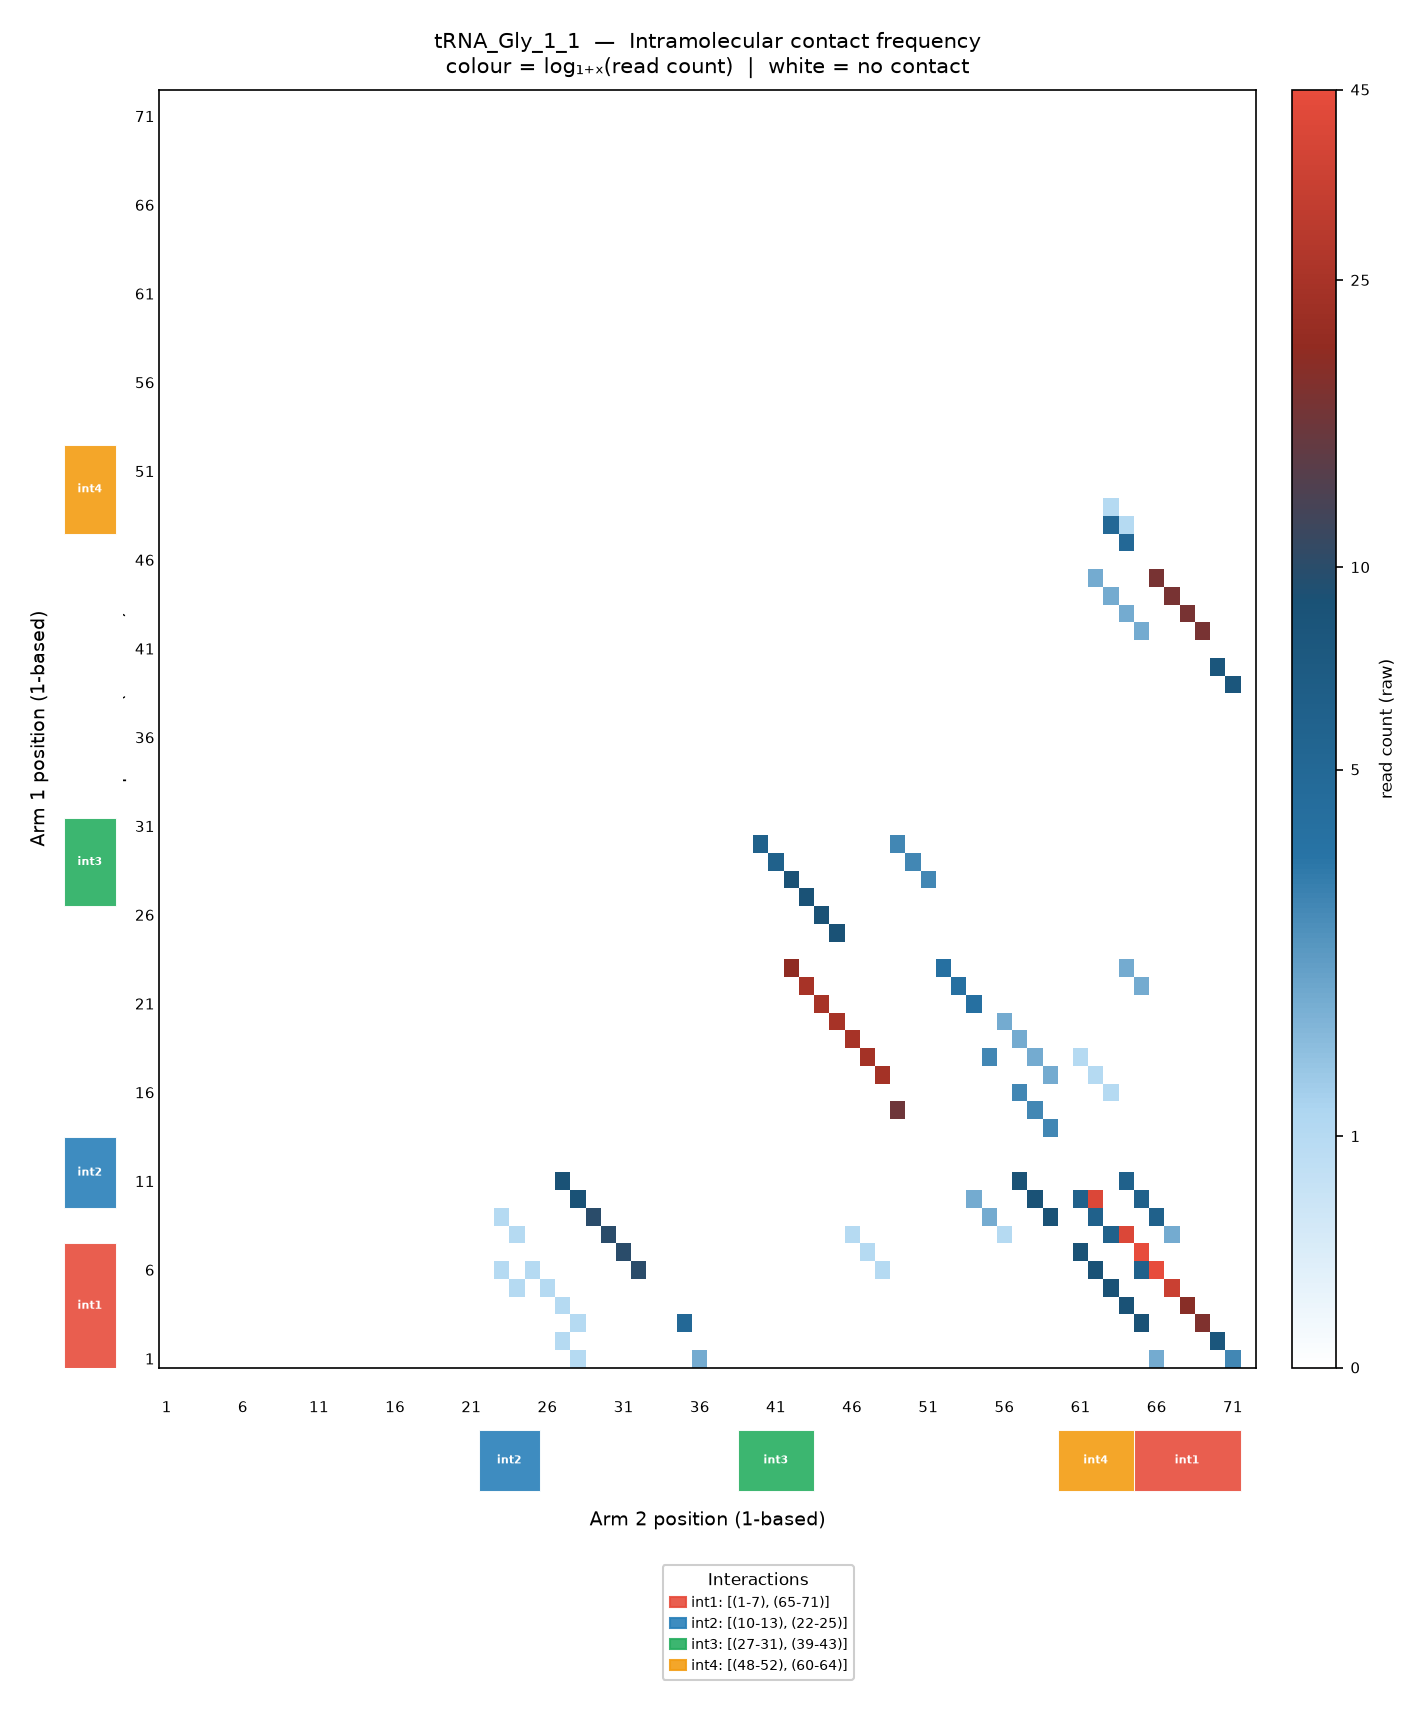 tRNA_Gly_1_1 — Intramolecular contact frequency
colour = log₁₊ₓ(read count) | white = no contact
71
66
61
56
51
46
41
36
31
26
21
16
11
6
1
int4
int3
int2
int1
Arm 1 position (1-based)
45
25
10
5
1
0
read count (raw)
1 6 11 16 21 26 31 36 41 46 51 56 61 66 71
int2 int3 int4 int1
Arm 2 position (1-based)
Interactions
int1: [(1-7), (65-71)]
int2: [(10-13), (22-25)]
int3: [(27-31), (39-43)]
int4: [(48-52), (60-64)]